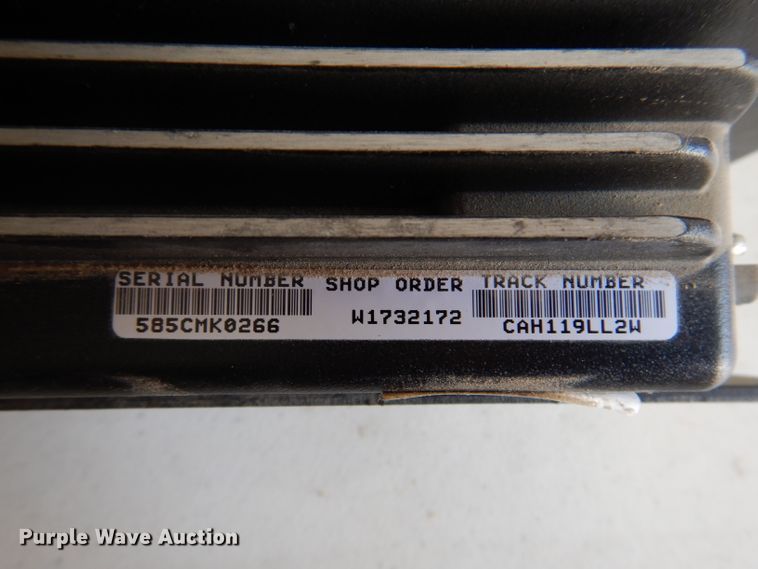 SERIAL NUMBER SHOP ORDER TRACK NUMBER
585CMK0266 W1732172 CAH119LL2W
Purple Wave Auction